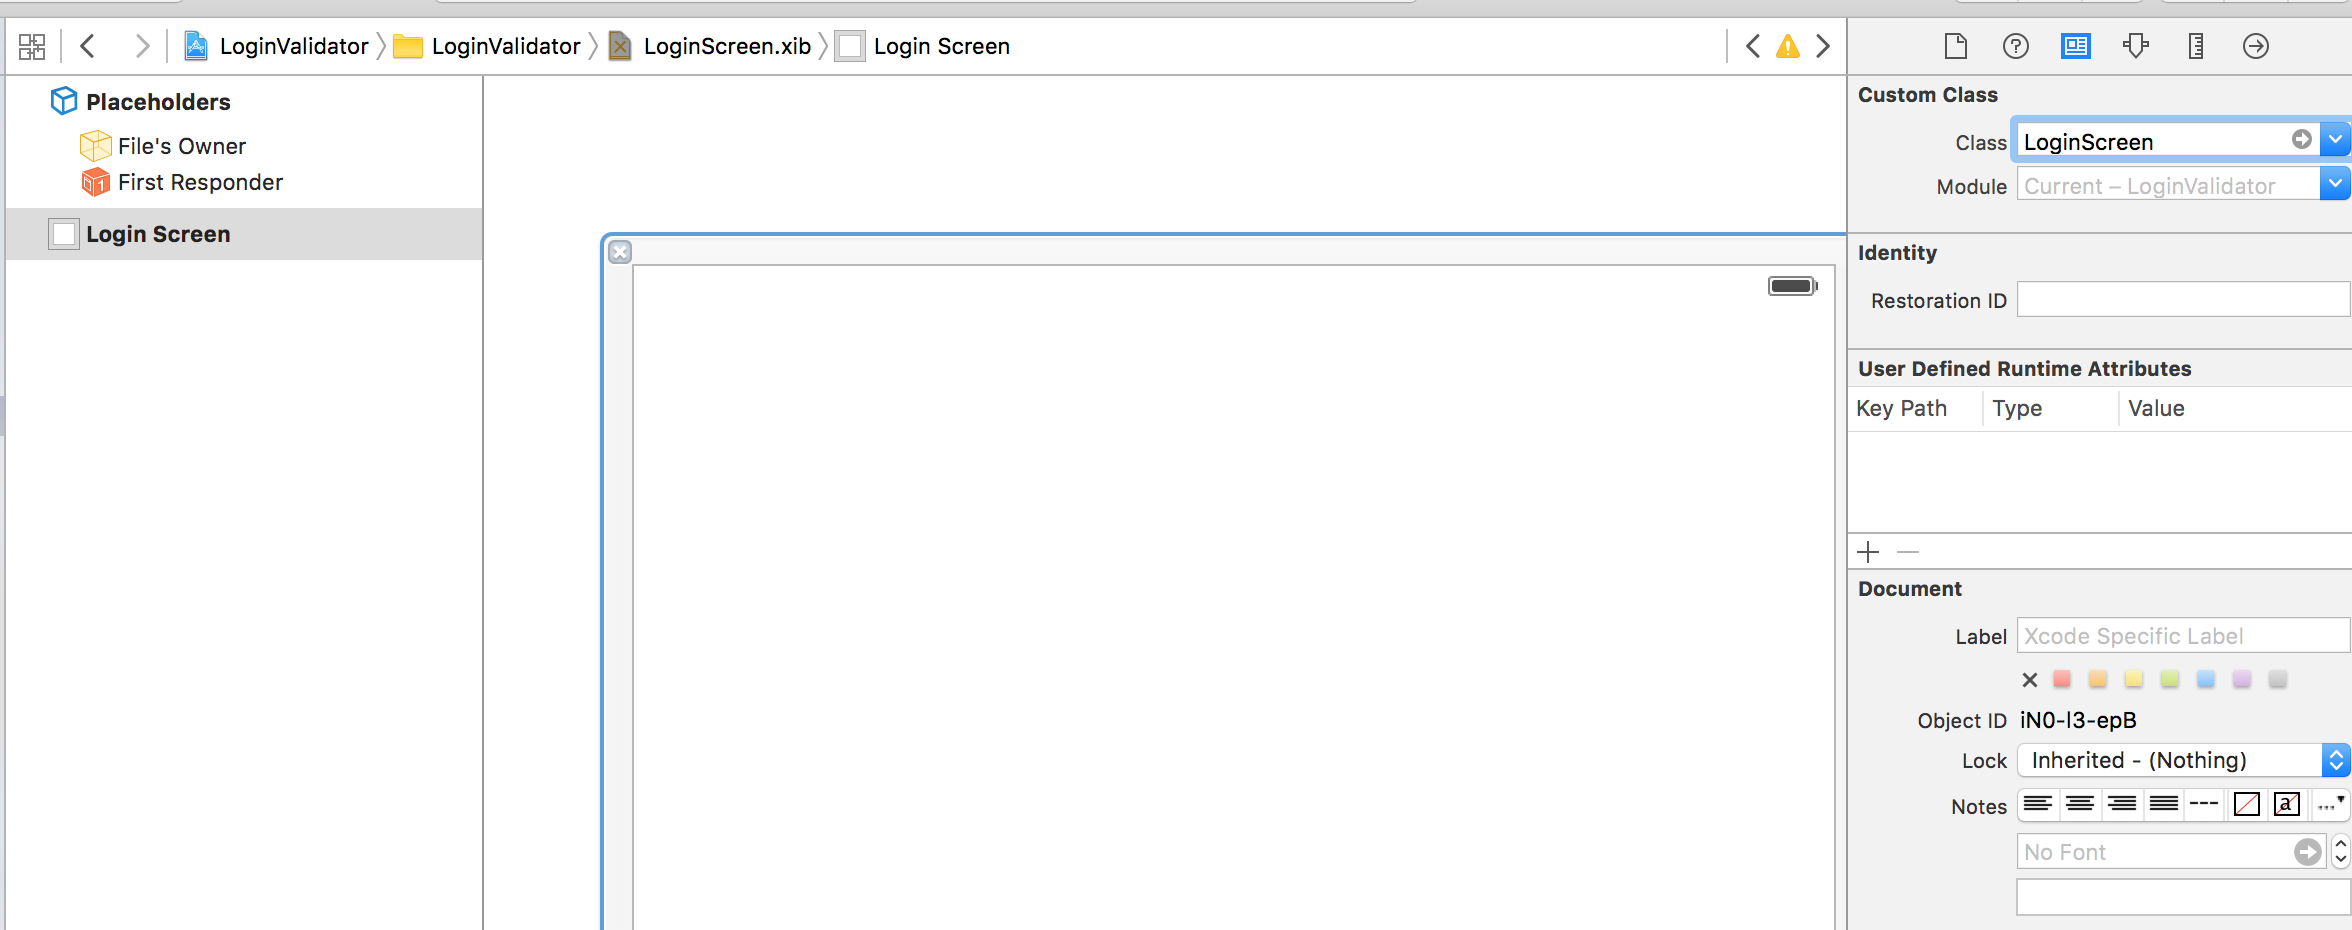 LoginValidator LoginValidator LoginScreen.xib Login Screen
Placeholders
File's Owner
First Responder
Login Screen
Custom Class
Class LoginScreen
Module Current – LoginValidator
Identity
Restoration ID
User Defined Runtime Attributes
Key Path Type Value
Document
Label Xcode Specific Label
Object ID iN0-l3-epB
Lock Inherited - (Nothing)
Notes
No Font